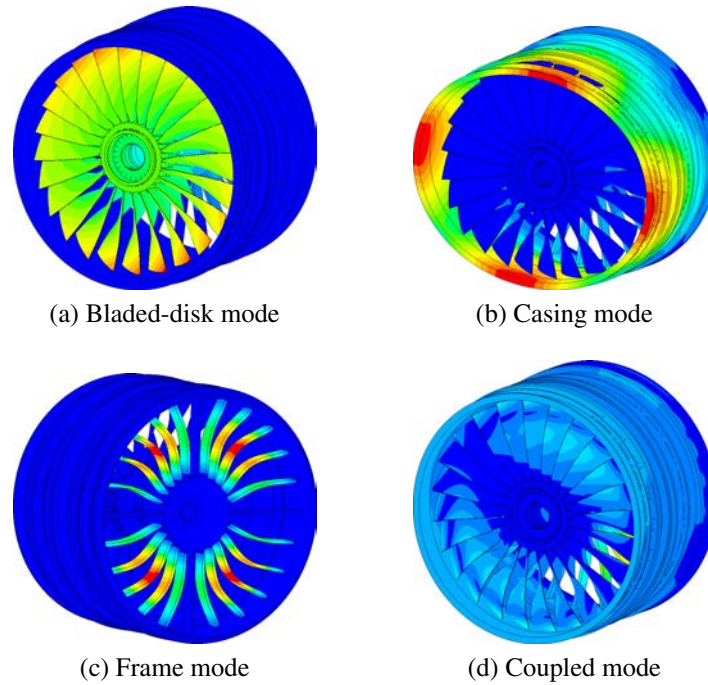 (a) Bladed-disk mode
(b) Casing mode
(c) Frame mode
(d) Coupled mode